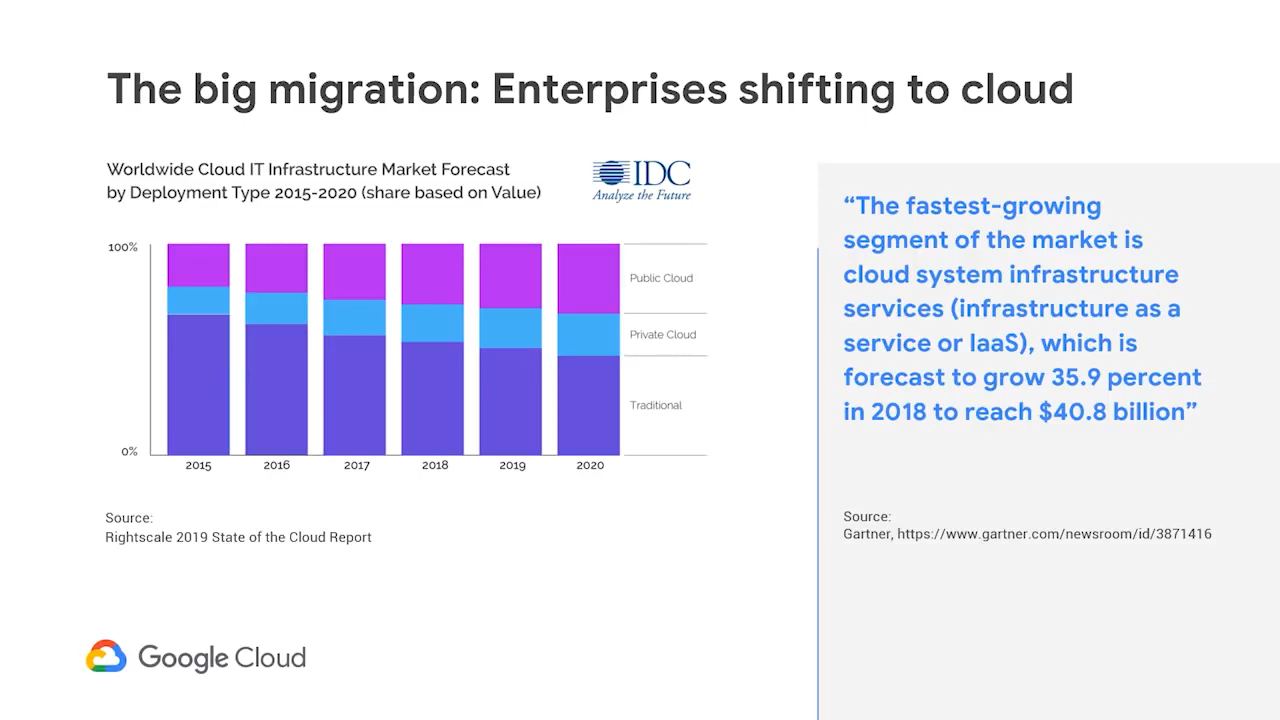 The big migration: Enterprises shifting to cloud
Worldwide Cloud IT Infrastructure Market Forecast
by Deployment Type 2015-2020 (share based on Value)
IDC
Analyze the Future
100%
Public Cloud
Private Cloud
Traditional
0%
2015 2016 2017 2018 2019 2020
Source:
Rightscale 2019 State of the Cloud Report
“The fastest-growing
segment of the market is
cloud system infrastructure
services (infrastructure as a
service or IaaS), which is
forecast to grow 35.9 percent
in 2018 to reach $40.8 billion”
Source:
Gartner, https://www.gartner.com/newsroom/id/3871416
Google Cloud